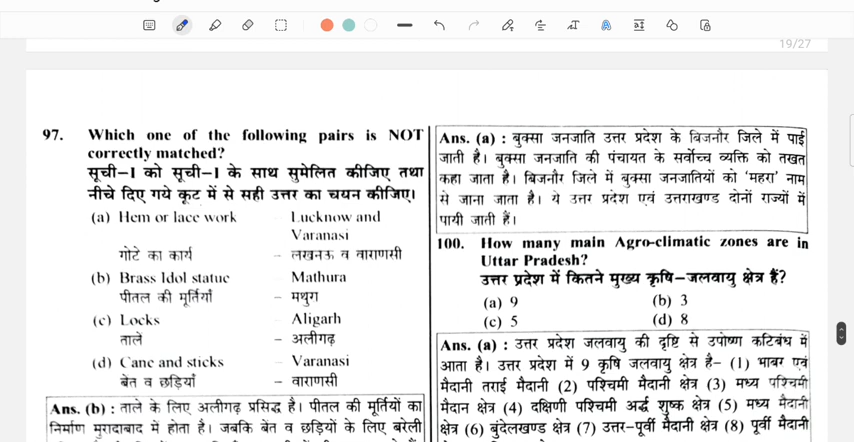 19/27
97. Which one of the following pairs is NOT
correctly matched?
सूची-I को सूची-I के साथ सुमेलित कीजिए तथा
नीचे दिए गये कूट में से सही उत्तर का चयन कीजिए।
(a) Hem or lace work Lucknow and
Varanasi
गोटे का कार्य - लखनऊ व वाराणसी
(b) Brass Idol statue Mathura
पीतल की मूर्तियाँ - मथुरा
(c) Locks Aligarh
ताले - अलीगढ़
(d) Cane and sticks Varanasi
बेत व छड़ियाँ - वाराणसी
Ans. (b) : ताले के लिए अलीगढ़ प्रसिद्ध है। पीतल की मूर्तियों का
निर्माण मुरादाबाद में होता है। जबकि बेत व छड़ियों के लिए बरेली
Ans. (a) : बुक्सा जनजाति उत्तर प्रदेश के बिजनौर जिले में पाई
जाती है। बुक्सा जनजाति की पंचायत के सर्वोच्च व्यक्ति को तखत
कहा जाता है। बिजनौर जिले में बुक्सा जनजातियों को 'महरा' नाम
से जाना जाता है। ये उत्तर प्रदेश एवं उत्तराखण्ड दोनों राज्यों में
पायी जाती हैं।
100. How many main Agro-climatic zones are in
Uttar Pradesh?
उत्तर प्रदेश में कितने मुख्य कृषि-जलवायु क्षेत्र हैं?
(a) 9 (b) 3
(c) 5 (d) 8
Ans. (a) : उत्तर प्रदेश जलवायु की दृष्टि से उपोष्ण कटिबंध में
आता है। उत्तर प्रदेश में 9 कृषि जलवायु क्षेत्र है- (1) भाबर एवं
मैदानी तराई मैदानी (2) पश्चिमी मैदानी क्षेत्र (3) मध्य पश्चिमी
मैदान क्षेत्र (4) दक्षिणी पश्चिमी अर्द्ध शुष्क क्षेत्र (5) मध्य मैदानी
क्षेत्र (6) बुंदेलखण्ड क्षेत्र (7) उत्तर-पूर्वी मैदानी क्षेत्र (8) पूर्वी मैदानी